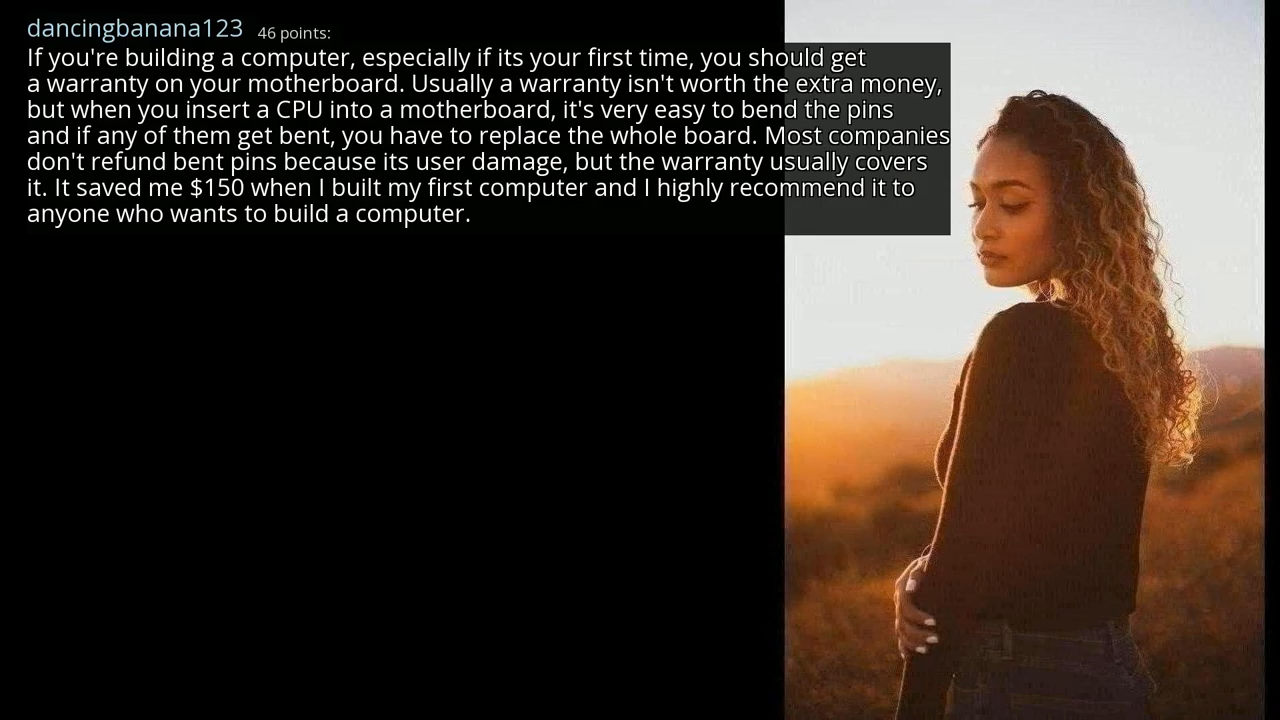 dancingbanana123 46 points:
If you're building a computer, especially if its your first time, you should get
a warranty on your motherboard. Usually a warranty isn't worth the extra money,
but when you insert a CPU into a motherboard, it's very easy to bend the pins
and if any of them get bent, you have to replace the whole board. Most companies
don't refund bent pins because its user damage, but the warranty usually covers
it. It saved me $150 when I built my first computer and I highly recommend it to
anyone who wants to build a computer.